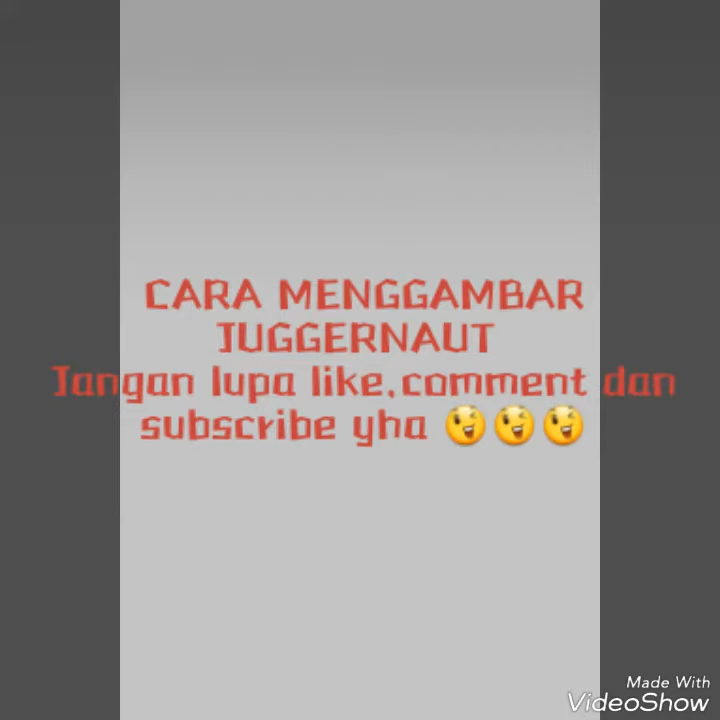 CARA MENGGAMBAR
JUGGERNAUT
Jangan lupa like,comment dan
subscribe yha 😉😉😉
Made With
VideoShow